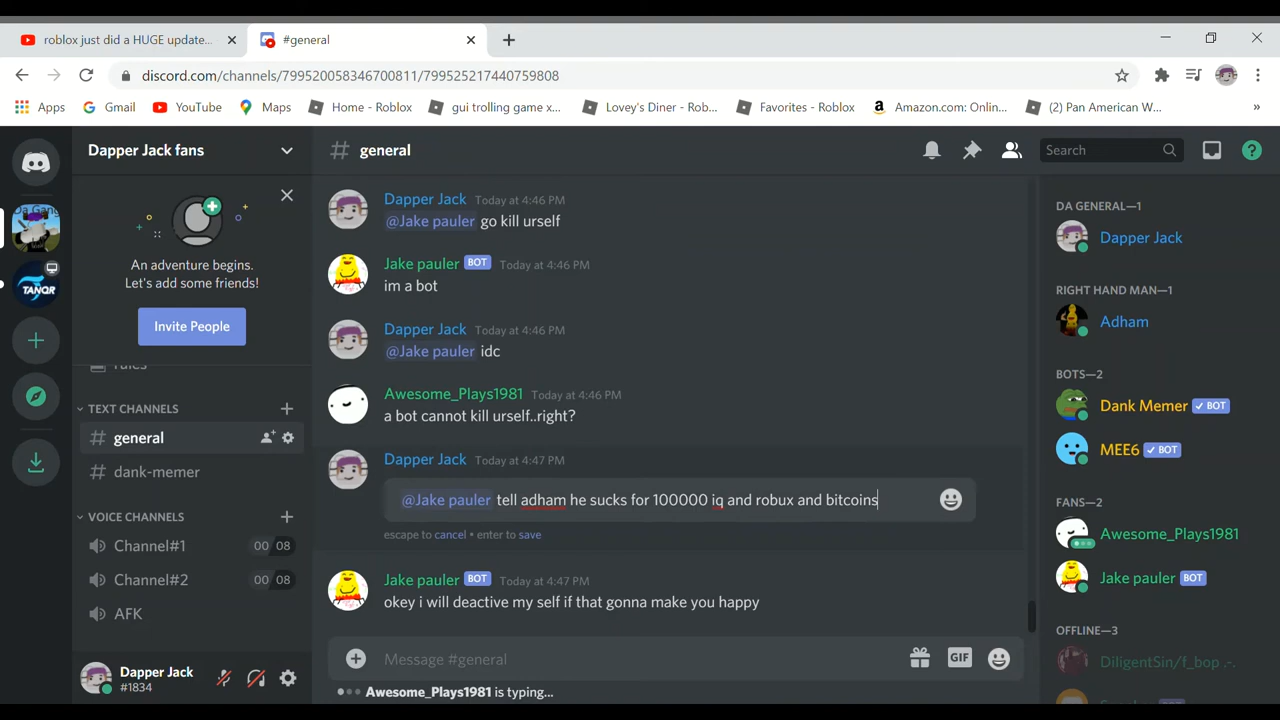 roblox just did a HUGE update...
#general
discord.com/channels/799520058346700811/799525217440759808
Apps
Gmail
YouTube
Maps
Home - Roblox
gui trolling game x...
Lovey's Diner - Rob...
Favorites - Roblox
Amazon.com: Onlin...
(2) Pan American W...
»
Dapper Jack fans
# general
Search
An adventure begins.
Let's add some friends!
Invite People
rules
TEXT CHANNELS
# general
# dank-memer
VOICE CHANNELS
Channel#1 00 08
Channel#2 00 08
AFK
Dapper Jack
#1834
TANQR
Dapper Jack Today at 4:46 PM
@Jake pauler go kill urself
Jake pauler BOT Today at 4:46 PM
im a bot
Dapper Jack Today at 4:46 PM
@Jake pauler idc
Awesome_Plays1981 Today at 4:46 PM
a bot cannot kill urself..right?
Dapper Jack Today at 4:47 PM
@Jake pauler tell adham he sucks for 100000 iq and robux and bitcoins
escape to cancel • enter to save
Jake pauler BOT Today at 4:47 PM
okey i will deactive my self if that gonna make you happy
Message #general
GIF
Awesome_Plays1981 is typing...
DA GENERAL—1
Dapper Jack
RIGHT HAND MAN—1
Adham
BOTS—2
Dank Memer BOT
MEE6 BOT
FANS—2
Awesome_Plays1981
Jake pauler BOT
OFFLINE—3
DiligentSin/f_bop .-.